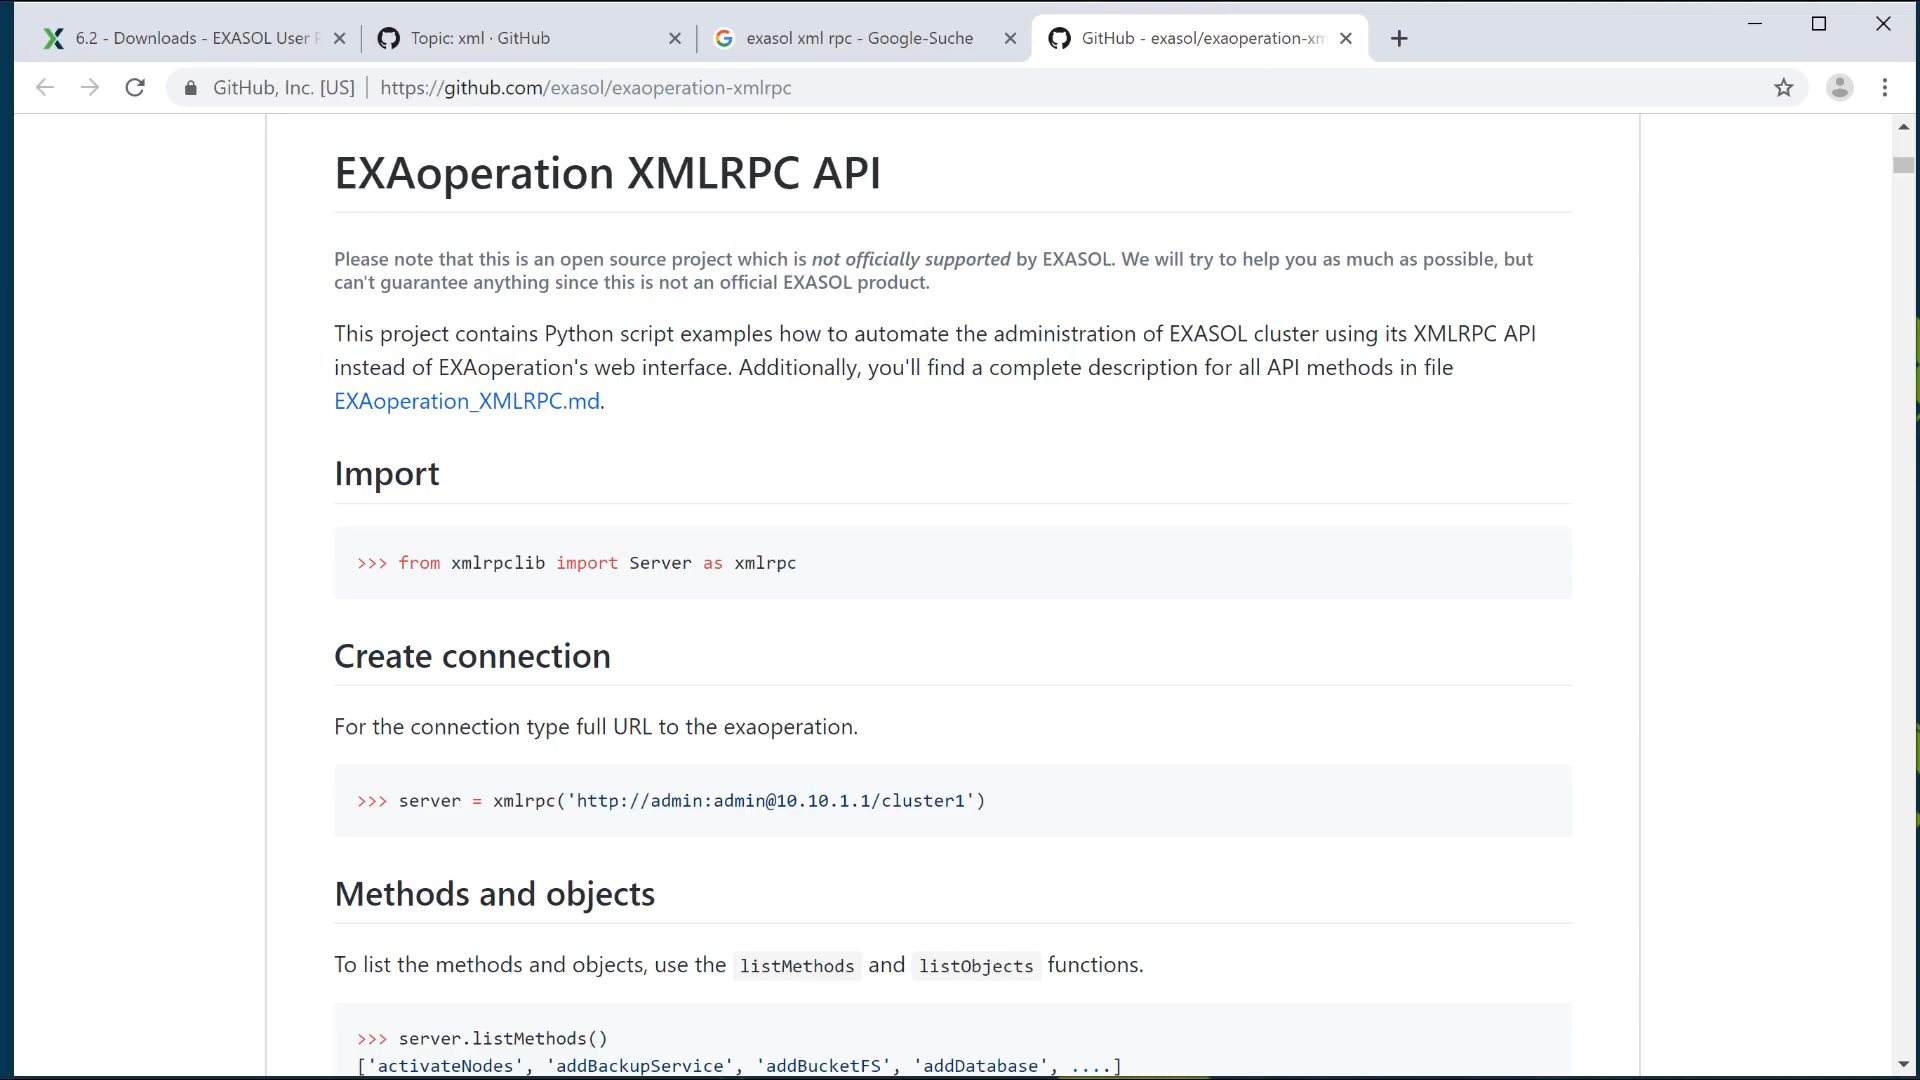 6.2 - Downloads - EXASOL User
Topic: xml · GitHub
exasol xml rpc - Google-Suche
GitHub - exasol/exaoperation-xm
GitHub, Inc. [US] | https://github.com/exasol/exaoperation-xmlrpc
EXAoperation XMLRPC API
Please note that this is an open source project which is not officially supported by EXASOL. We will try to help you as much as possible, but
can't guarantee anything since this is not an official EXASOL product.
This project contains Python script examples how to automate the administration of EXASOL cluster using its XMLRPC API
instead of EXAoperation's web interface. Additionally, you'll find a complete description for all API methods in file
EXAoperation_XMLRPC.md.
Import
>>> from xmlrpclib import Server as xmlrpc
Create connection
For the connection type full URL to the exaoperation.
>>> server = xmlrpc('http://admin:admin@10.10.1.1/cluster1')
Methods and objects
To list the methods and objects, use the listMethods and listObjects functions.
>>> server.listMethods()
['activateNodes', 'addBackupService', 'addBucketFS', 'addDatabase', ....]